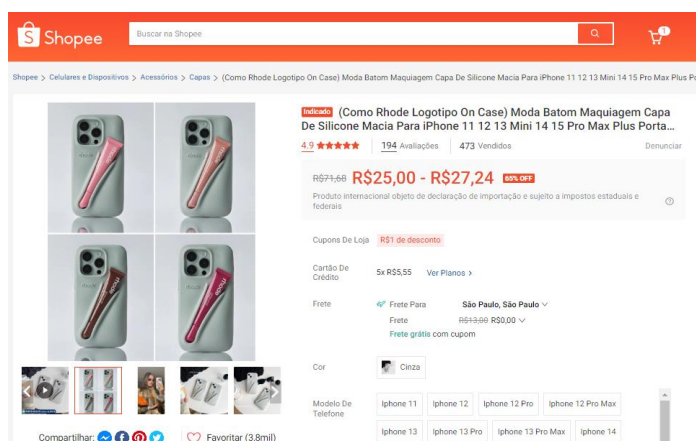 Shopee
Buscar na Shopee
1
Shopee > Celulares e Dispositivos > Acessórios > Capas > (Como Rhode Logotipo On Case) Moda Batom Maquiagem Capa De Silicone Macia Para iPhone 11 12 13 Mini 14 15 Pro Max Plus
Indicado (Como Rhode Logotipo On Case) Moda Batom Maquiagem Capa
De Silicone Macia Para iPhone 11 12 13 Mini 14 15 Pro Max Plus Porta...
4.9 ★★★★★ 194 Avaliações 473 Vendidos Denunciar
R$71,68 R$25,00 - R$27,24 65% OFF
Produto internacional objeto de declaração de importação e sujeito a impostos estaduais e
federais
Cupons De Loja R$1 de desconto
Cartão De
Crédito
5x R$5,55 Ver Planos >
Frete Frete Para São Paulo, São Paulo
Frete R$13,00 R$0,00
Frete grátis com cupom
Cor Cinza
Modelo De
Telefone
Iphone 11 Iphone 12 Iphone 12 Pro Iphone 12 Pro Max
Iphone 13 Iphone 13 Pro Iphone 13 Pro Max Iphone 14
Compartilhar: Favoritar (3,8mil)